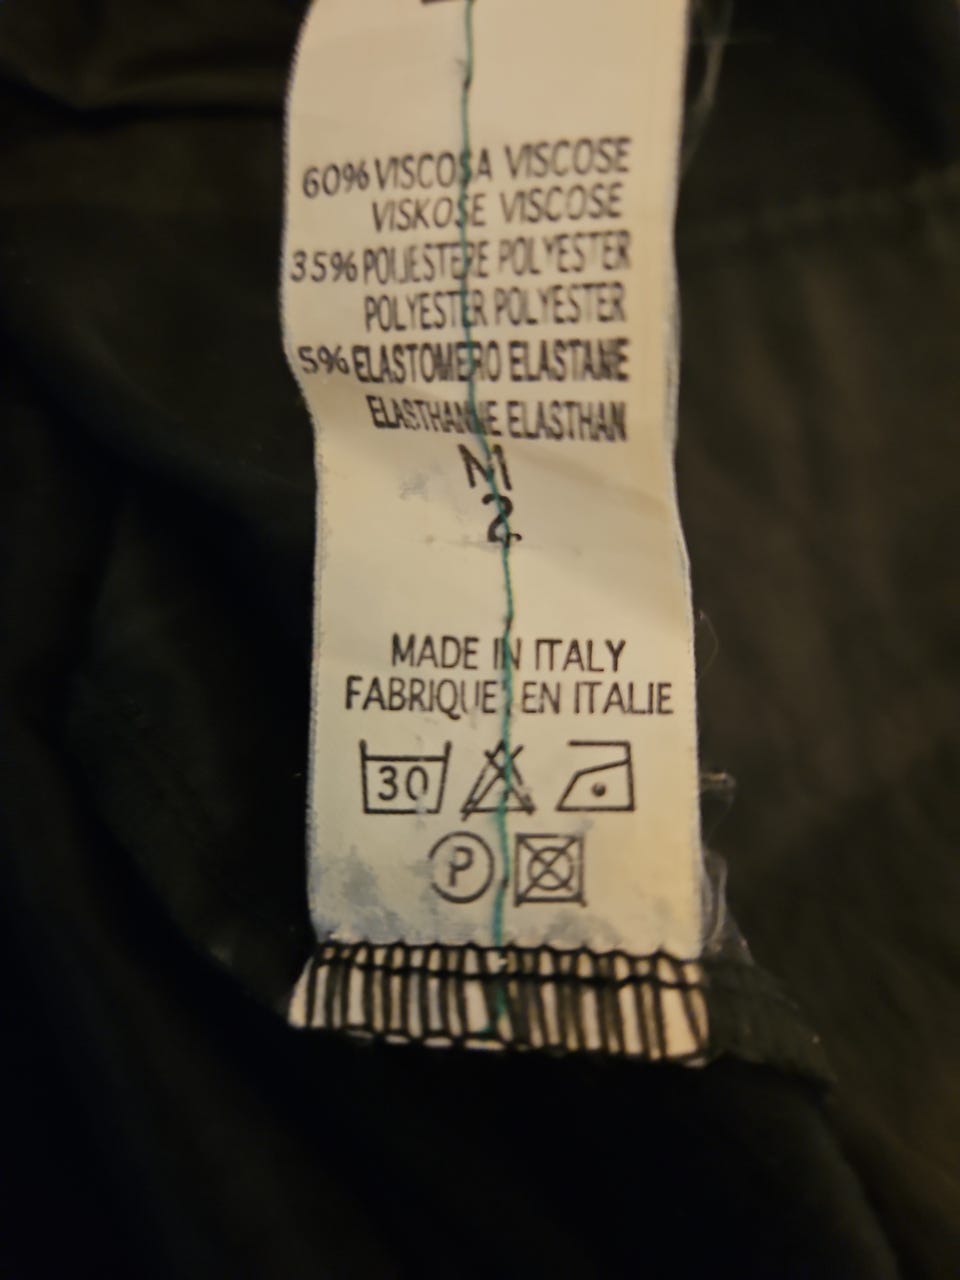 60% VISCOSA VISCOSE
VISKOSE VISCOSE
35% POLIESTERE POLYESTER
POLYESTER POLYESTER
5% ELASTOMERO ELASTANE
ELASTHANNE ELASTHAN
M
2
MADE IN ITALY
FABRIQUE' EN ITALIE
30
P